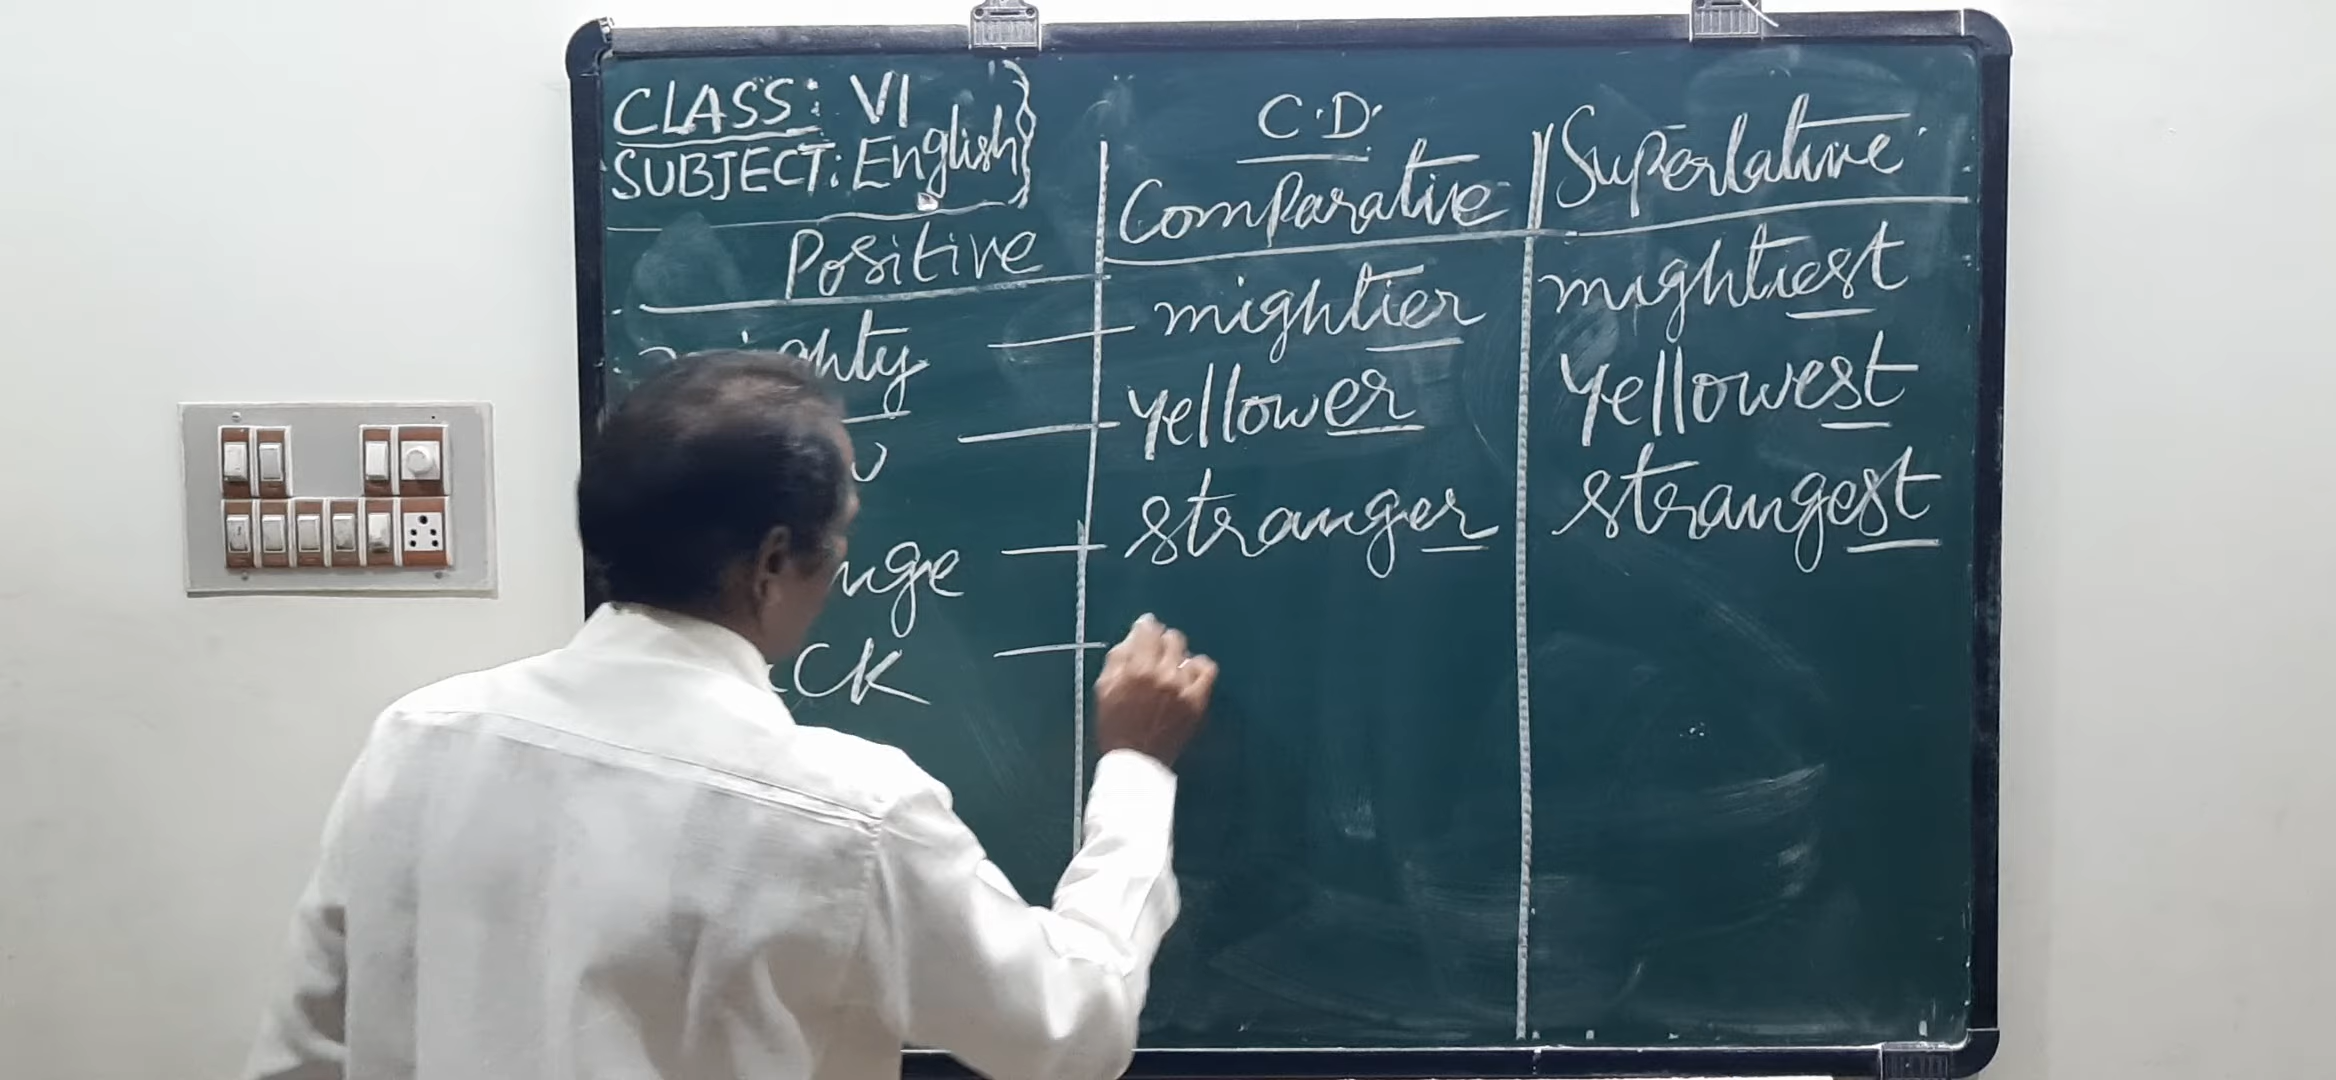 CLASS: VI
SUBJECT: English
C.D.
Positive
Comparative
Superlative
mightier
mightiest
Yellower
Yellowest
stranger
strangest